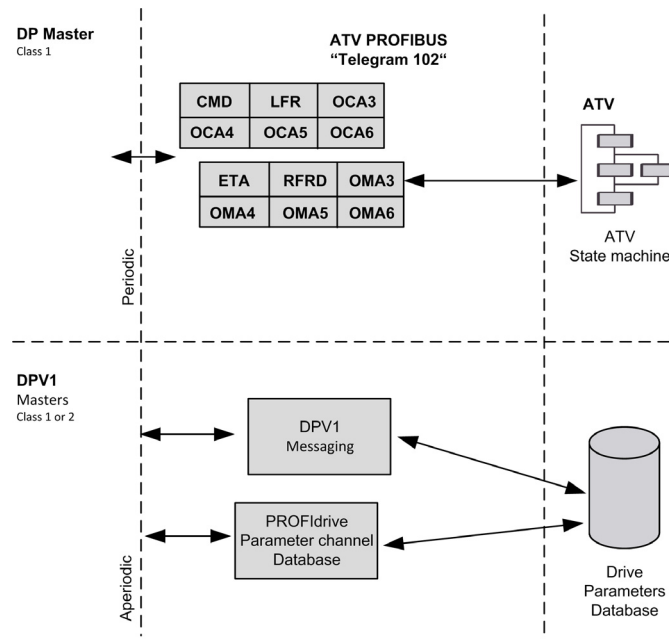 DP Master
Class 1
ATV PROFIBUS
“Telegram 102“
CMD LFR OCA3
OCA4 OCA5 OCA6
ETA RFRD OMA3
OMA4 OMA5 OMA6
ATV
ATV
State machine
Periodic
DPV1
Masters
Class 1 or 2
DPV1
Messaging
PROFIdrive
Parameter channel
Database
Drive
Parameters
Database
Aperiodic